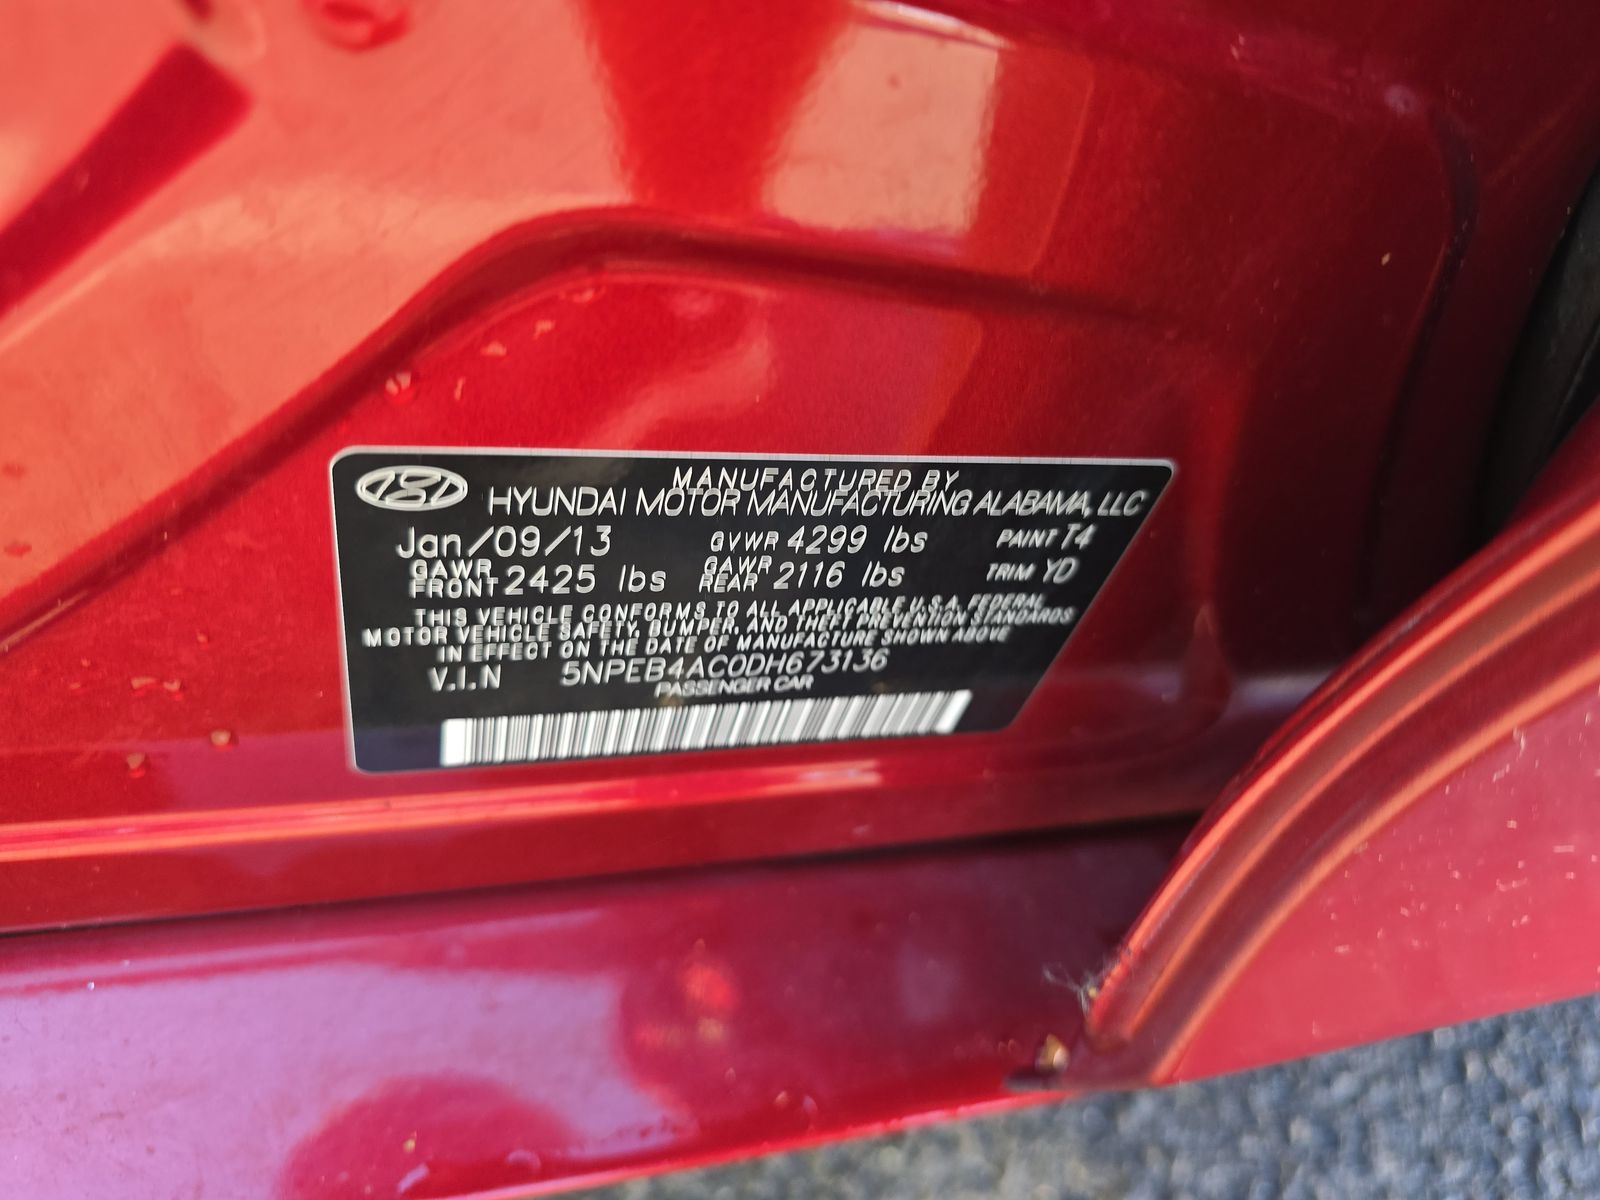 MANUFACTURED BY
HYUNDAI MOTOR MANUFACTURING ALABAMA, LLC
Jan/09/13 GVWR 4299 lbs PAINT T4
GAWR FRONT 2425 lbs GAWR REAR 2116 lbs TRIM YD
THIS VEHICLE CONFORMS TO ALL APPLICABLE U.S.A. FEDERAL
MOTOR VEHICLE SAFETY, BUMPER, AND THEFT PREVENTION STANDARDS
IN EFFECT ON THE DATE OF MANUFACTURE SHOWN ABOVE
V.I.N 5NPEB4AC0DH673136
PASSENGER CAR